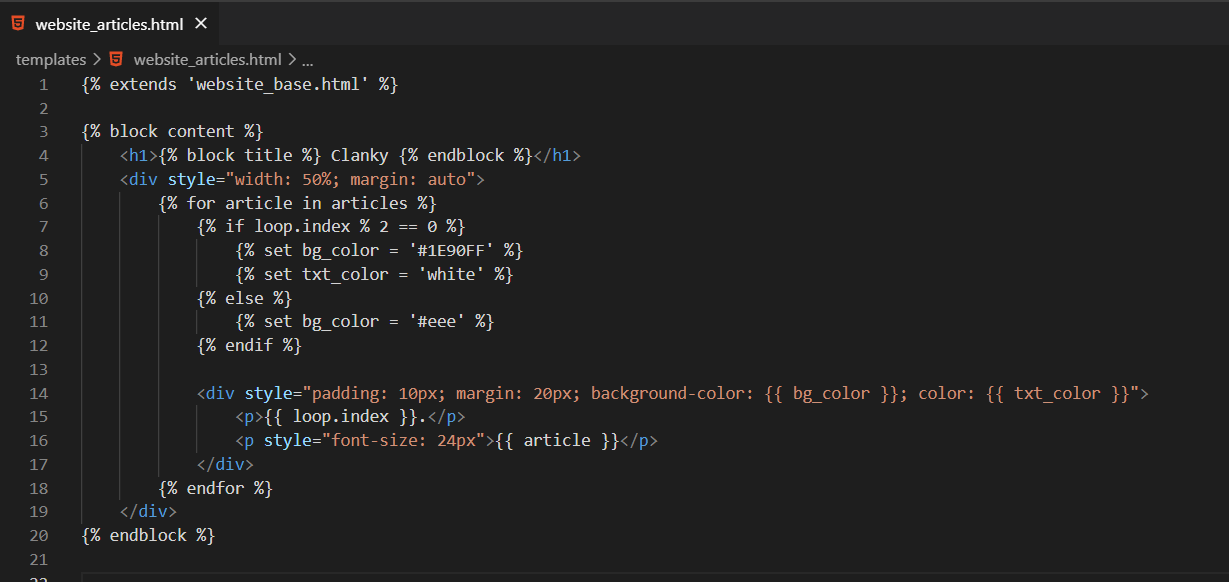 website_articles.html
templates > website_articles.html > ...
1 {% extends 'website_base.html' %}
2
3 {% block content %}
4 <h1>{% block title %} Clanky {% endblock %}</h1>
5 <div style="width: 50%; margin: auto">
6 {% for article in articles %}
7 {% if loop.index % 2 == 0 %}
8 {% set bg_color = '#1E90FF' %}
9 {% set txt_color = 'white' %}
10 {% else %}
11 {% set bg_color = '#eee' %}
12 {% endif %}
13
14 <div style="padding: 10px; margin: 20px; background-color: {{ bg_color }}; color: {{ txt_color }}">
15 <p>{{ loop.index }}.</p>
16 <p style="font-size: 24px">{{ article }}</p>
17 </div>
18 {% endfor %}
19 </div>
20 {% endblock %}
21